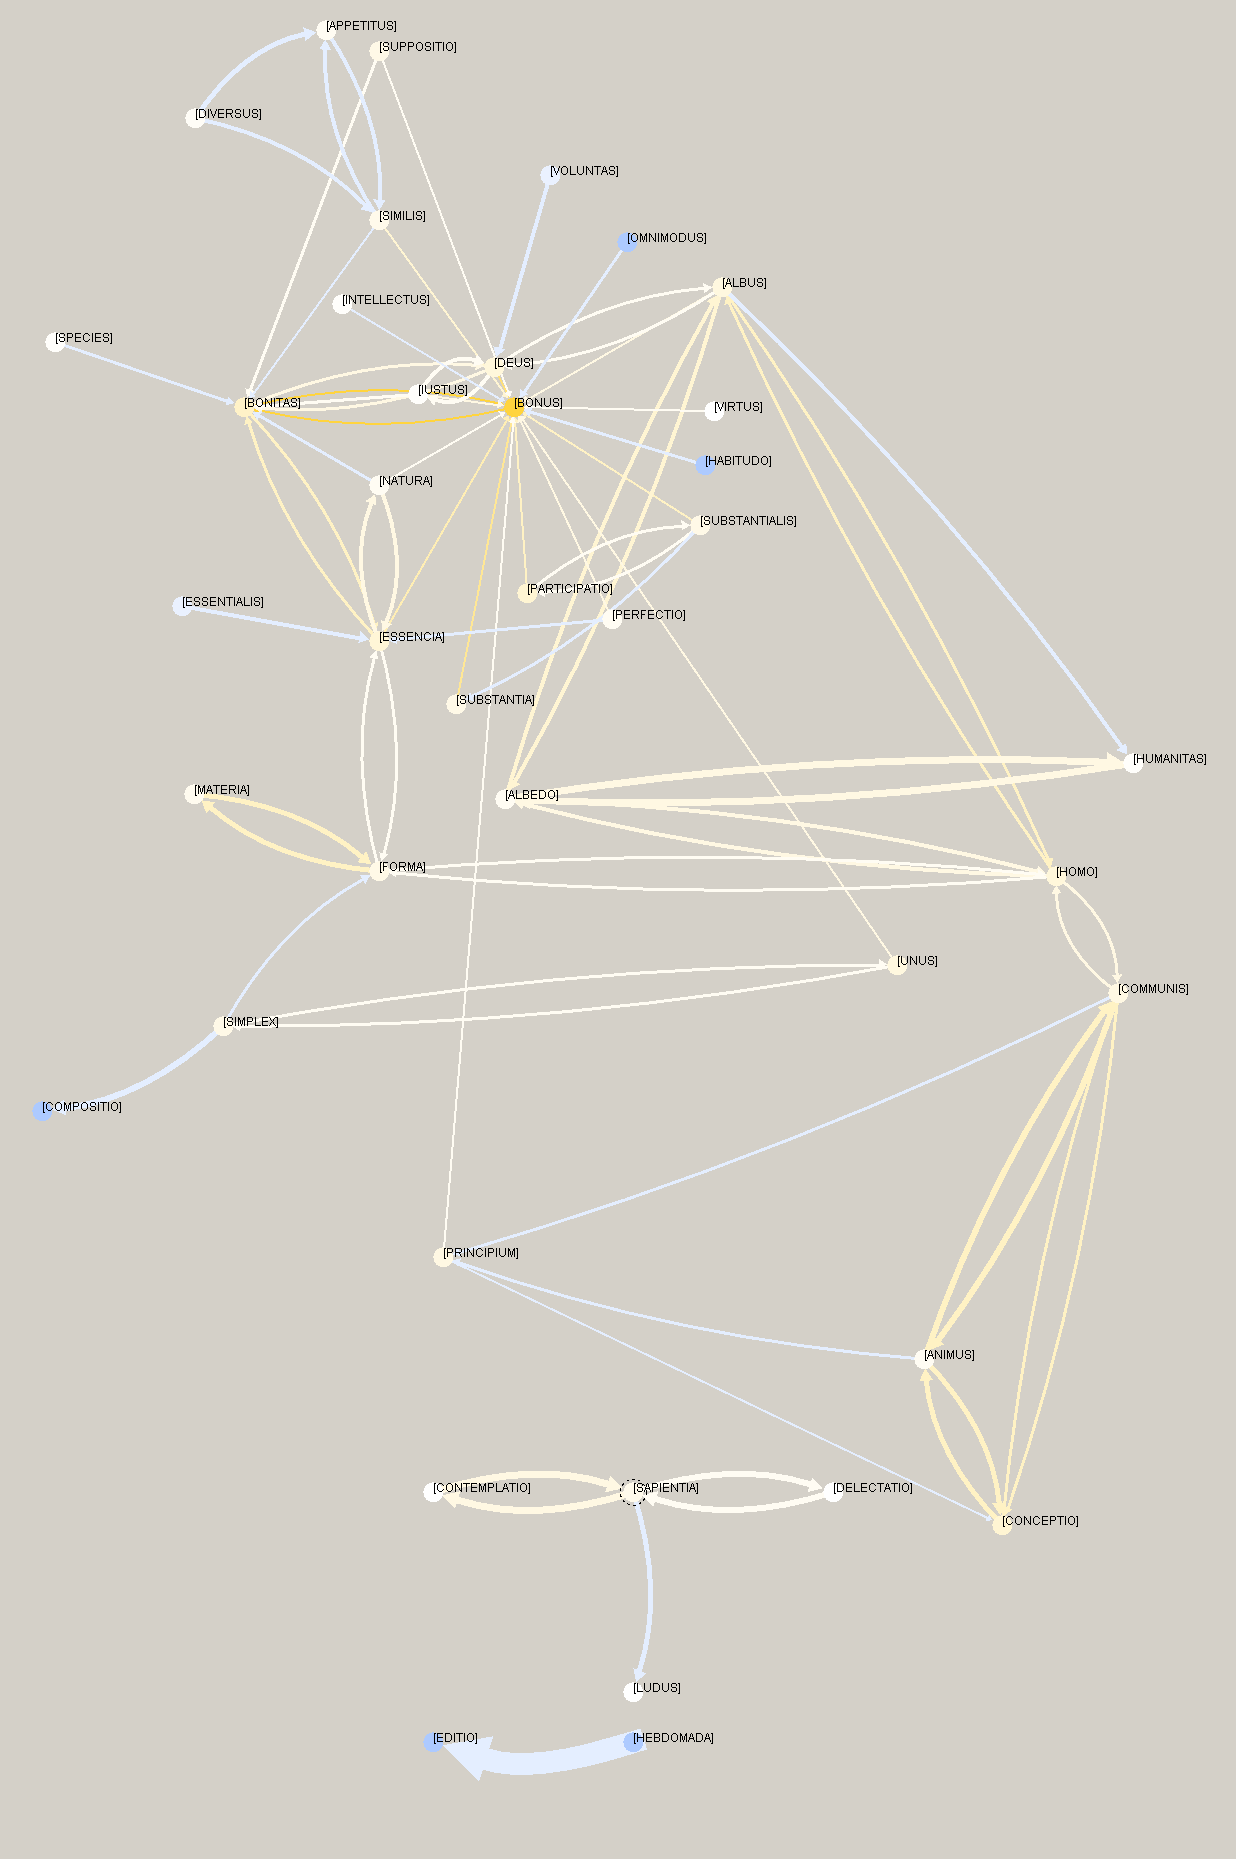 [APPETITUS]
[SUPPOSITIO]
[DIVERSUS]
[VOLUNTAS]
[SIMILIS]
[OMNIMODUS]
[ALBUS]
[INTELLECTUS]
[SPECIES]
[DEUS]
[IUSTUS]
[BONITAS]
[BONUS]
[VIRTUS]
[HABITUDO]
[NATURA]
[SUBSTANTIALIS]
[PARTICIPATIO]
[ESSENTIALIS]
[PERFECTIO]
[ESSENCIA]
[SUBSTANTIA]
[HUMANITAS]
[MATERIA]
[ALBEDO]
[FORMA]
[HOMO]
[UNUS]
[COMMUNIS]
[SIMPLEX]
[COMPOSITIO]
[PRINCIPIUM]
[ANIMUS]
[CONTEMPLATIO]
[SAPIENTIA]
[DELECTATIO]
[CONCEPTIO]
[LUDUS]
[EDITIO]
[HEBDOMADA]